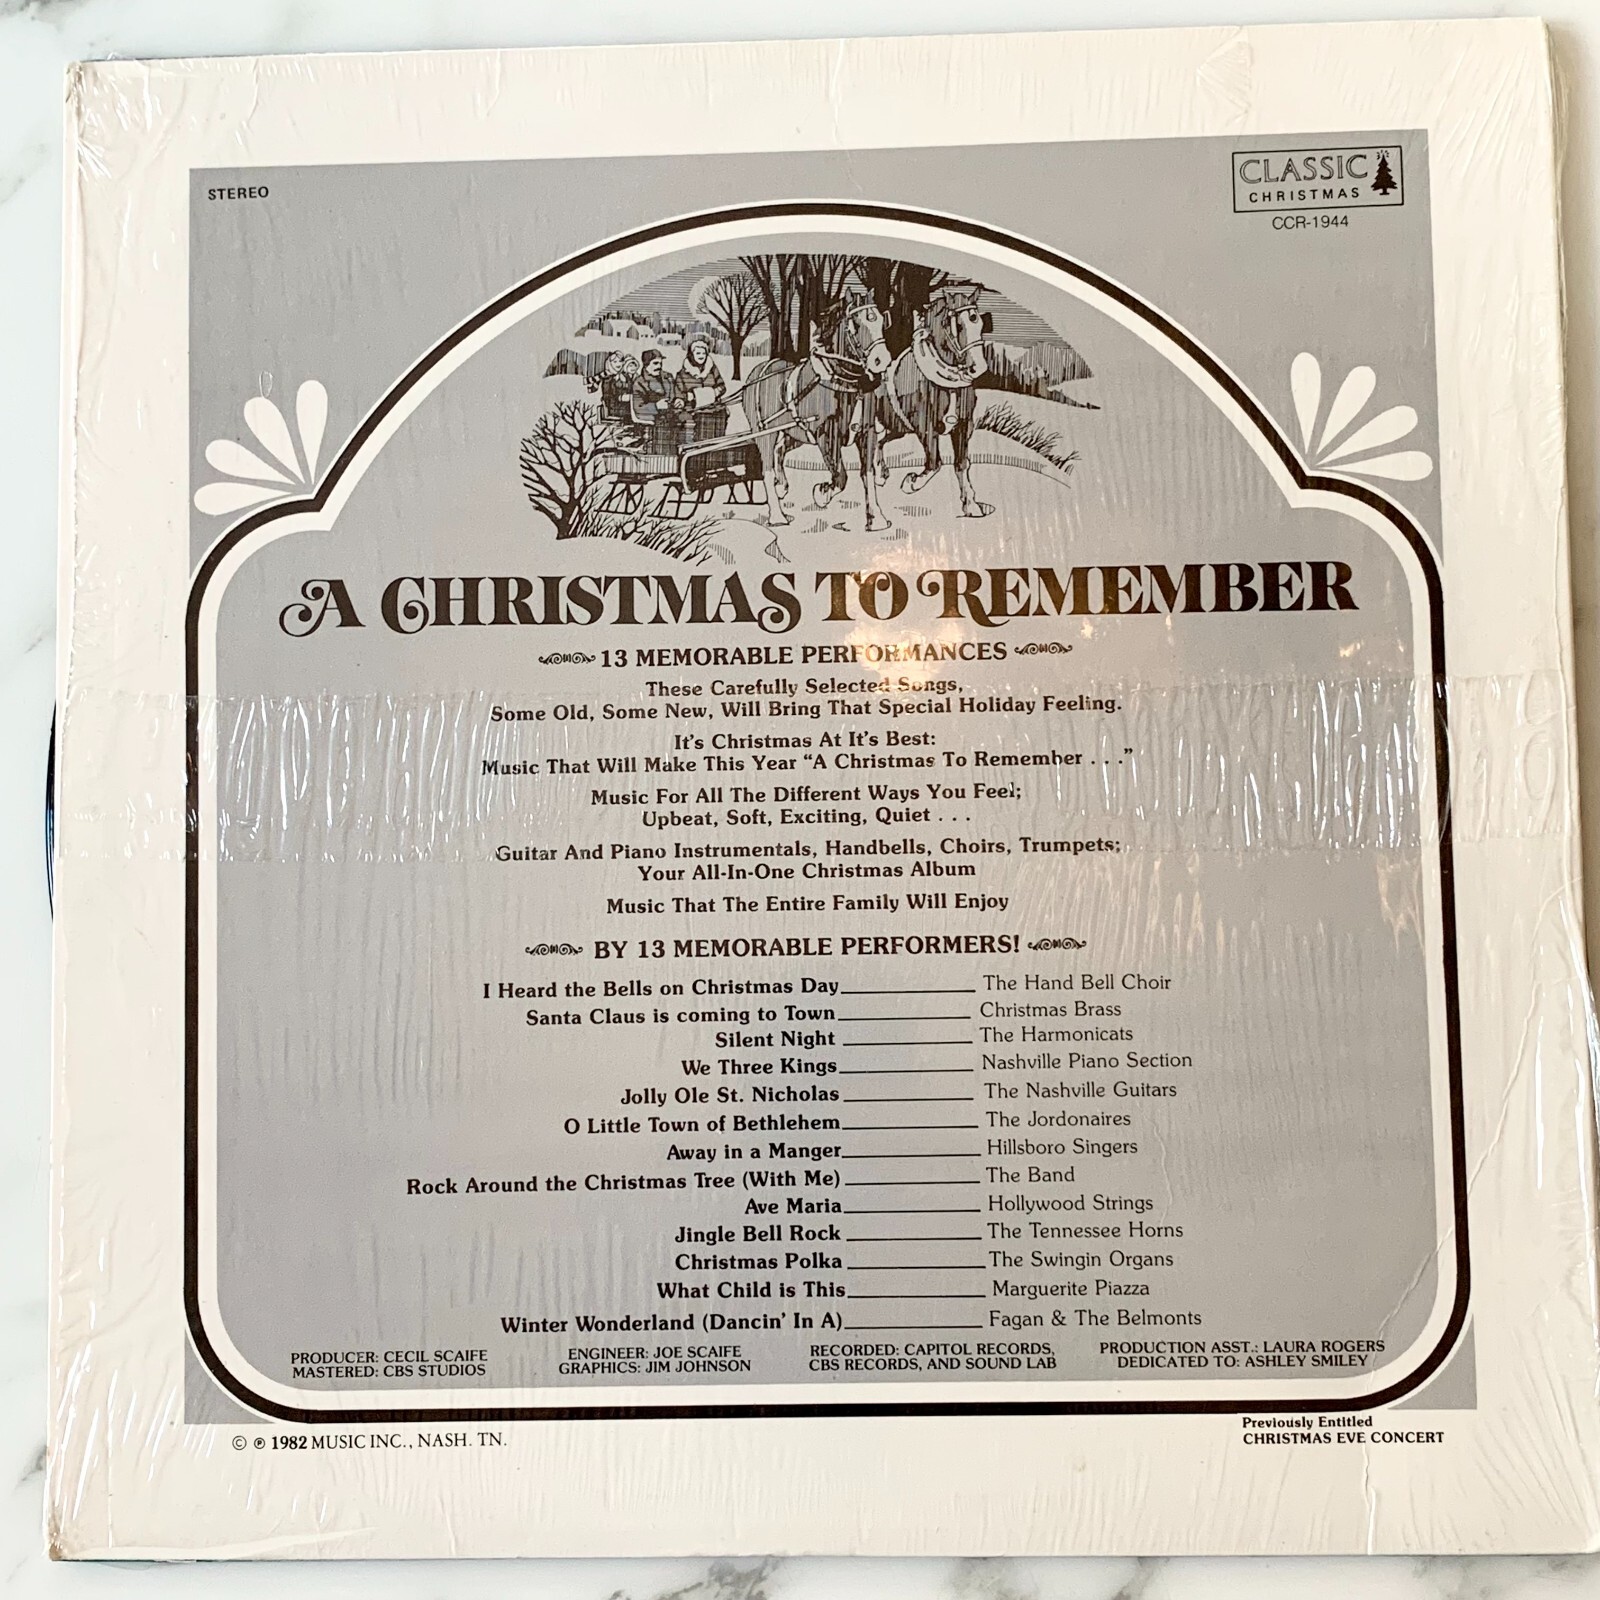 STEREO
CLASSIC
CHRISTMAS
CCR-1944
A CHRISTMAS TO REMEMBER
13 MEMORABLE PERFORMANCES
These Carefully Selected Songs,
Some Old, Some New, Will Bring That Special Holiday Feeling.
It's Christmas At It's Best:
Music That Will Make This Year “A Christmas To Remember . . .”
Music For All The Different Ways You Feel;
Upbeat, Soft, Exciting, Quiet . . .
Guitar And Piano Instrumentals, Handbells, Choirs, Trumpets;
Your All-In-One Christmas Album
Music That The Entire Family Will Enjoy
BY 13 MEMORABLE PERFORMERS!
I Heard the Bells on Christmas Day The Hand Bell Choir
Santa Claus is coming to Town Christmas Brass
Silent Night The Harmonicats
We Three Kings Nashville Piano Section
Jolly Ole St. Nicholas The Nashville Guitars
O Little Town of Bethlehem The Jordonaires
Away in a Manger Hillsboro Singers
Rock Around the Christmas Tree (With Me) The Band
Ave Maria Hollywood Strings
Jingle Bell Rock The Tennessee Horns
Christmas Polka The Swingin Organs
What Child is This Marguerite Piazza
Winter Wonderland (Dancin' In A) Fagan & The Belmonts
PRODUCER: CECIL SCAIFE ENGINEER: JOE SCAIFE RECORDED: CAPITOL RECORDS, PRODUCTION ASST.: LAURA ROGERS
MASTERED: CBS STUDIOS GRAPHICS: JIM JOHNSON CBS RECORDS, AND SOUND LAB DEDICATED TO: ASHLEY SMILEY
© ℗ 1982 MUSIC INC., NASH. TN.
Previously Entitled
CHRISTMAS EVE CONCERT